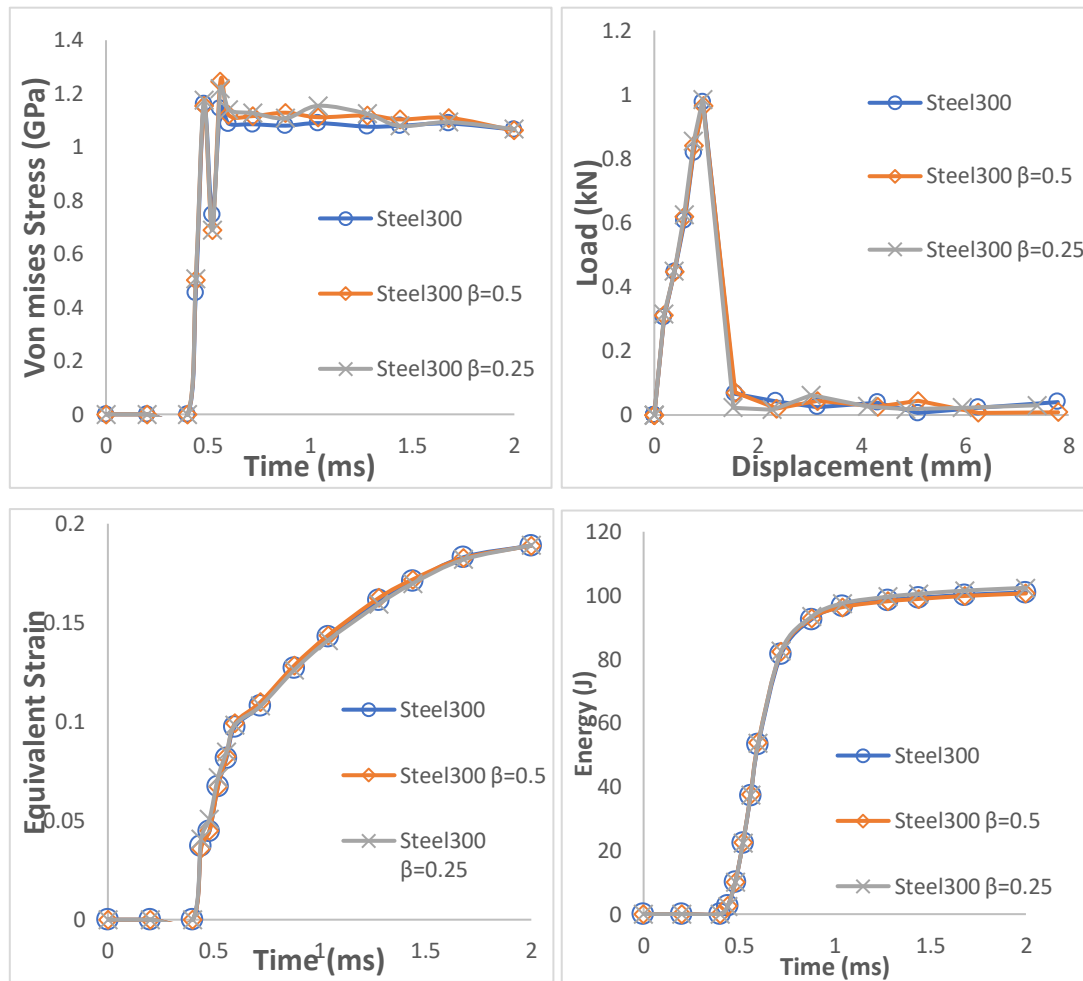 Von mises Stress (GPa)
1.4
1.2
1
0.8
0.6
0.4
0.2
0
0
0.5
1
1.5
2
Time (ms)
Steel300
Steel300 β=0.5
Steel300 β=0.25
Load (kN)
1.2
1
0.8
0.6
0.4
0.2
0
0
2
4
6
8
Displacement (mm)
Steel300
Steel300 β=0.5
Steel300 β=0.25
Equivalent Strain
0.2
0.15
0.1
0.05
0
0
0.5
1
1.5
2
Time (ms)
Steel300
Steel300 β=0.5
Steel300
β=0.25
Energy (J)
120
100
80
60
40
20
0
0
0.5
1
1.5
2
Time (ms)
Steel300
Steel300 β=0.5
Steel300 β=0.25